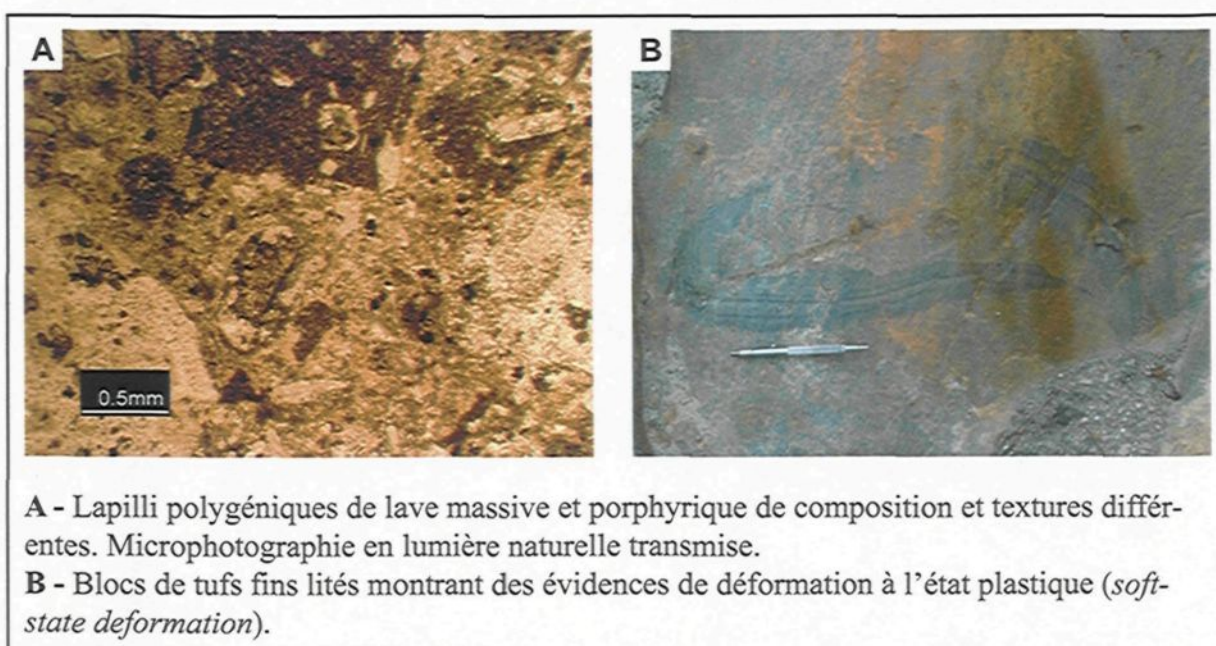 A
B
0.5mm
A - Lapilli polygéniques de lave massive et porphyrique de composition et textures différ-
entes. Microphotographie en lumière naturelle transmise.
B - Blocs de tufs fins lités montrant des évidences de déformation à l'état plastique (soft-
state deformation).